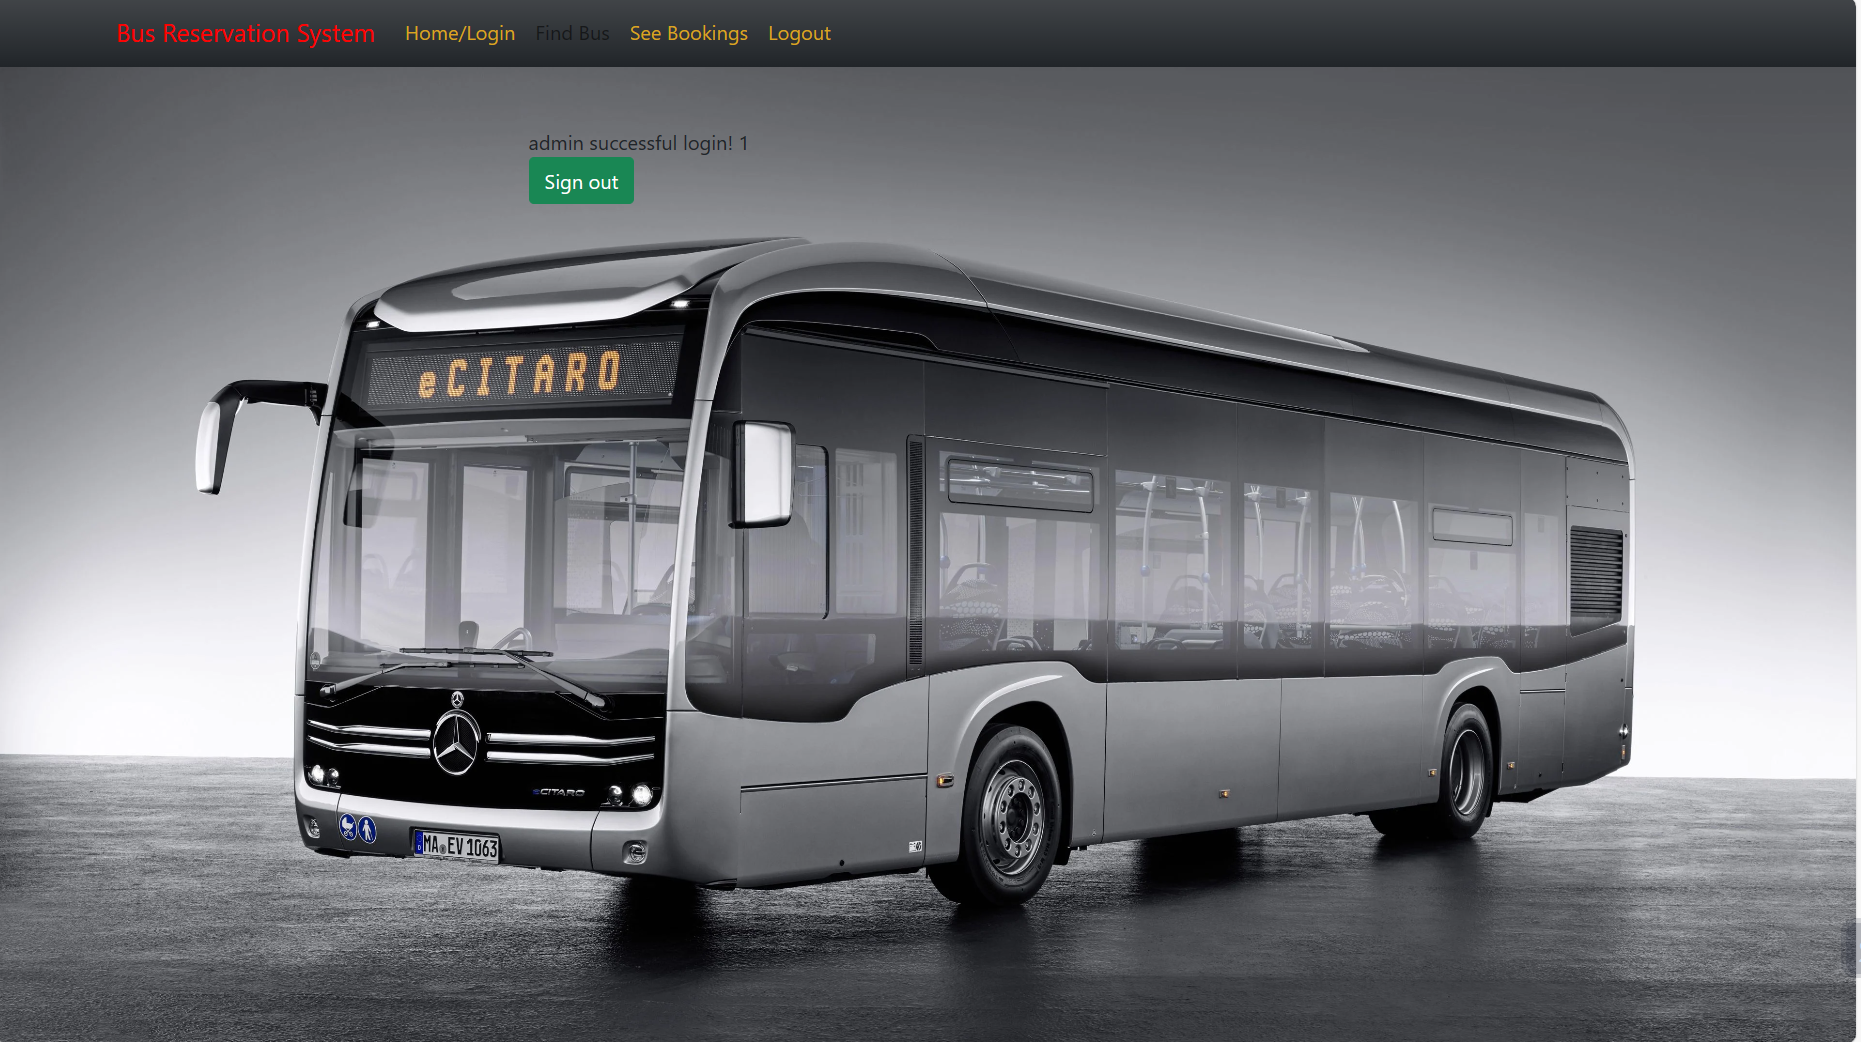 Bus Reservation System Home/Login Find Bus See Bookings Logout
admin successful login! 1
Sign out
eCITARO
eCITARO
MA EV 1063